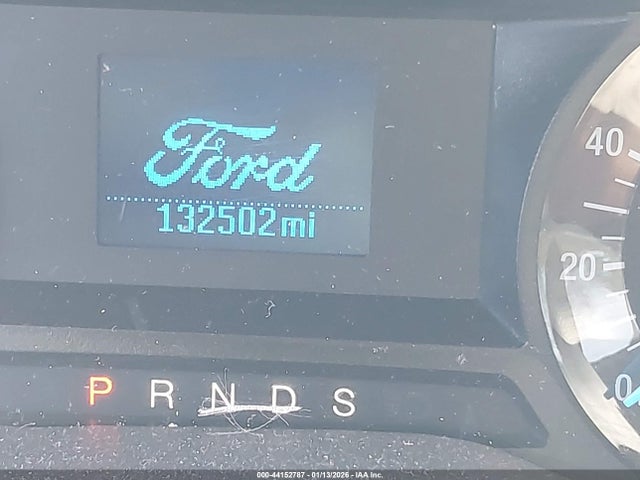 Ford
132502mi
40
20
0
P R N D S
000-44152787 - 01/13/2026 - IAA Inc.